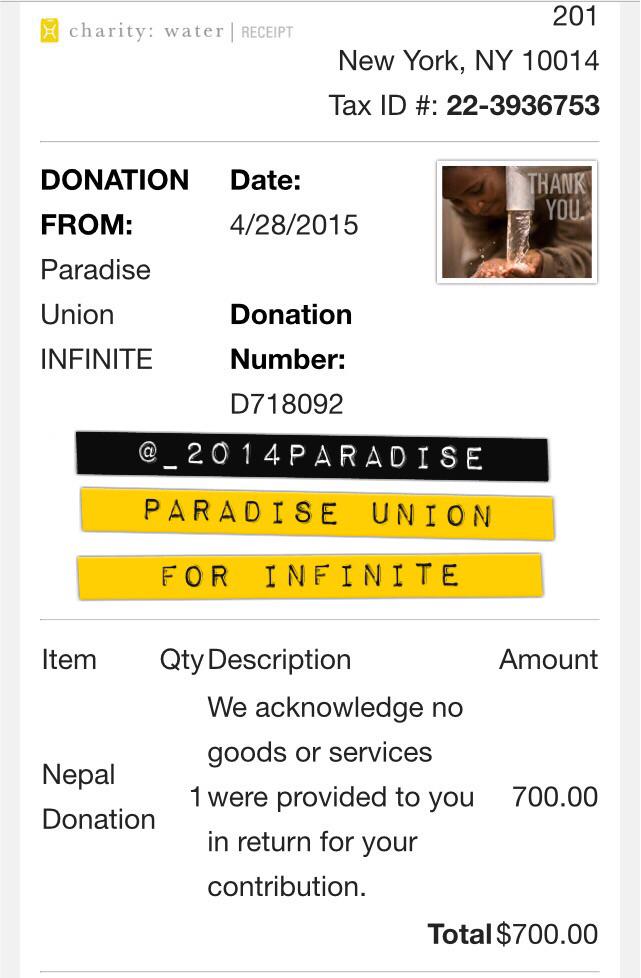 charity: water | RECEIPT
201
New York, NY 10014
Tax ID #: 22-3936753
DONATION
FROM:
Paradise
Union
INFINITE
Date:
4/28/2015
Donation
Number:
D718092
THANK
YOU.
@_2014PARADISE
PARADISE UNION
FOR INFINITE
Item Qty Description Amount
Nepal
Donation
1
We acknowledge no
goods or services
were provided to you
in return for your
contribution.
700.00
Total $700.00